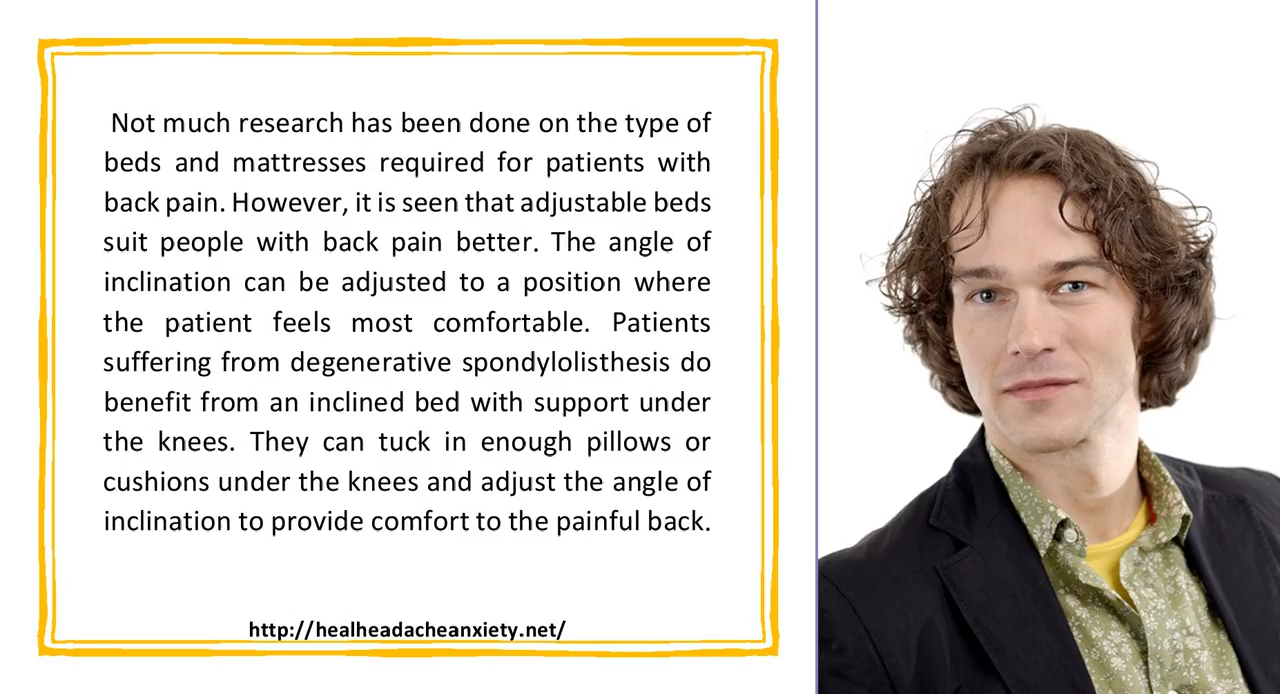 Not much research has been done on the type of
beds and mattresses required for patients with
back pain. However, it is seen that adjustable beds
suit people with back pain better. The angle of
inclination can be adjusted to a position where
the patient feels most comfortable. Patients
suffering from degenerative spondylolisthesis do
benefit from an inclined bed with support under
the knees. They can tuck in enough pillows or
cushions under the knees and adjust the angle of
inclination to provide comfort to the painful back.
http://healheadacheanxiety.net/